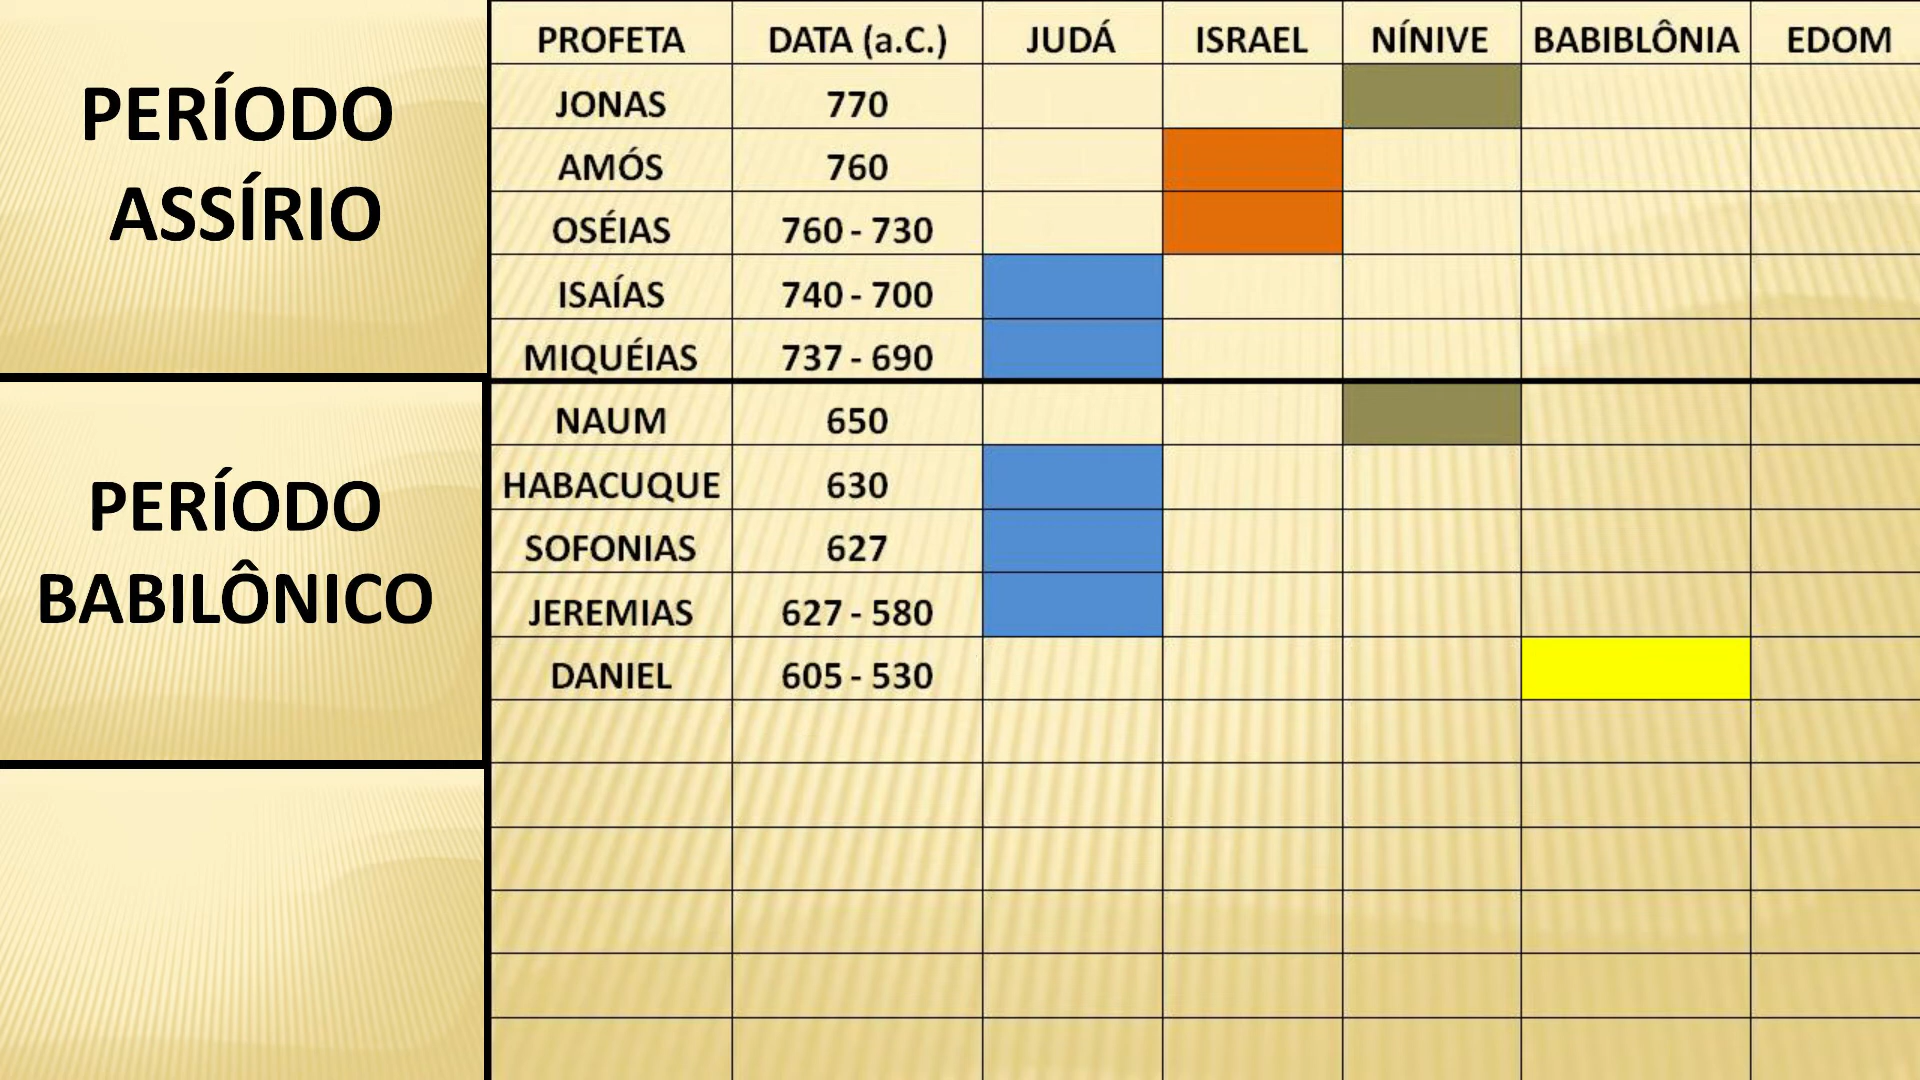 PERÍODO
ASSÍRIO
PERÍODO
BABILÔNICO
PROFETA DATA (a.C.) JUDÁ ISRAEL NÍNIVE BABIBLÔNIA EDOM
JONAS 770
AMÓS 760
OSÉIAS 760 - 730
ISAÍAS 740 - 700
MIQUÉIAS 737 - 690
NAUM 650
HABACUQUE 630
SOFONIAS 627
JEREMIAS 627 - 580
DANIEL 605 - 530